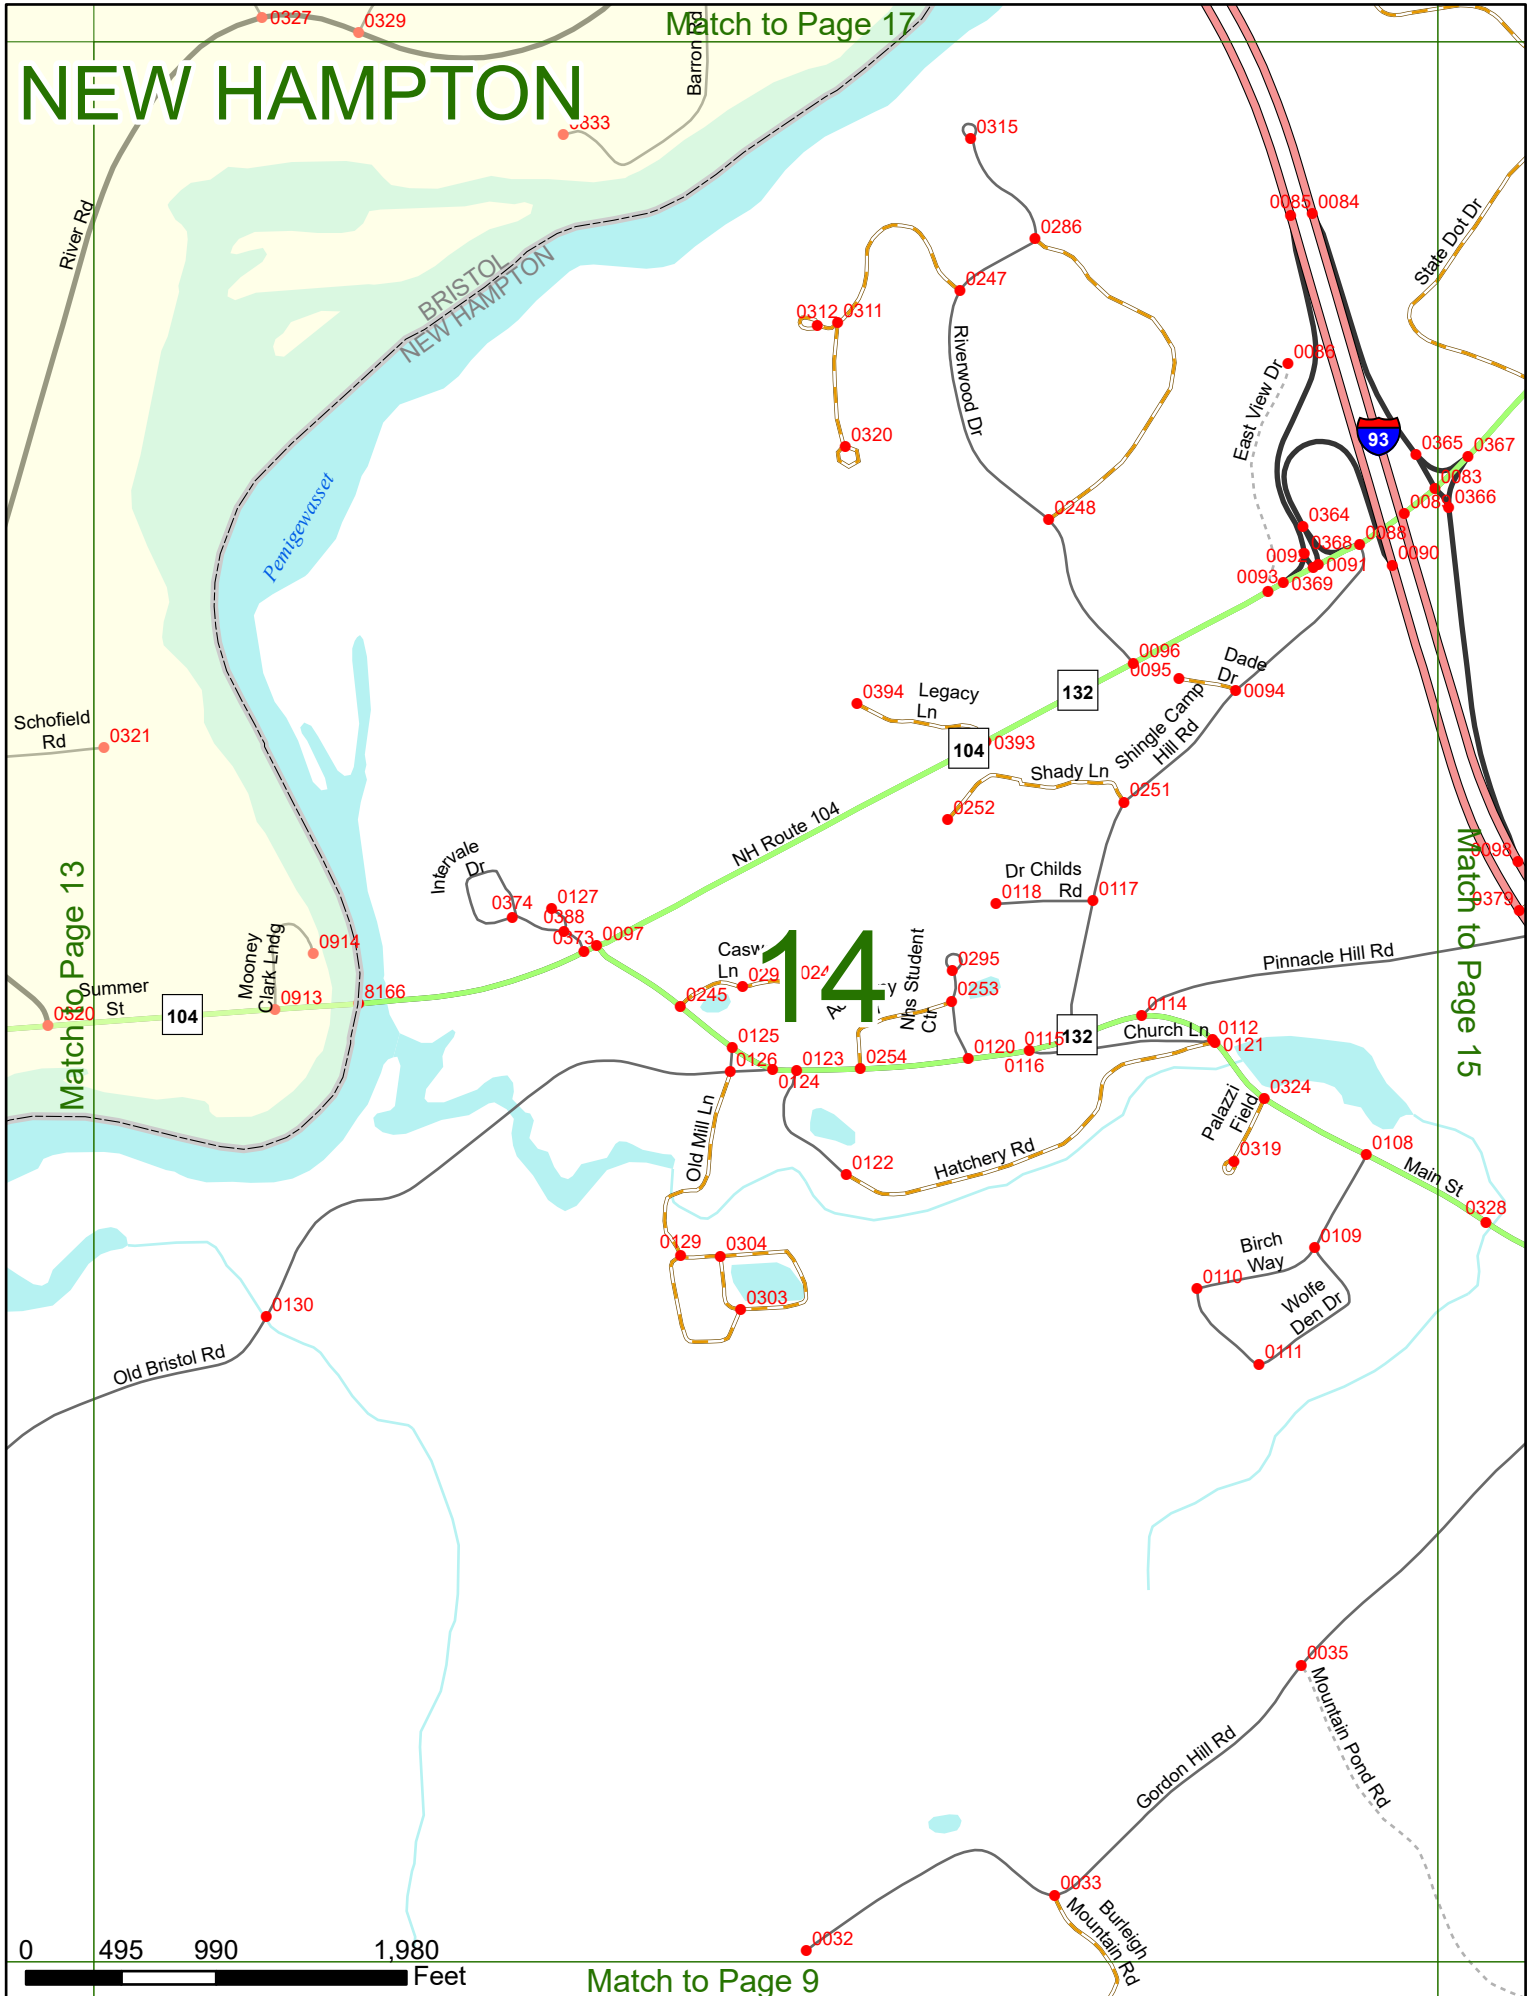 Match to Page 17
NEW HAMPTON
0327
0329
Barron Rd
0333
River Rd
0315
0085
0084
0286
State Dot Dr
BRISTOL
NEW HAMPTON
0247
0312
0311
Riverwood Dr
0086
East View Dr
93
0320
0365
0367
0083
0366
0089
Pemigewasset
0248
0364
0368
0088
0092
0091
0090
0093
0369
0096
0095
Dade
Dr
0094
132
0394
Legacy
Ln
0393
104
Shingle Camp
Hill Rd
Schofield
Rd
0321
Shady Ln
0251
0252
NH Route 104
Match to Page 15
0098
0379
Intervale
Dr
Dr Childs
Rd
0118
0117
0374
0127
0388
0373
0097
Match to Page 13
Mooney
Clark Lndg
0914
14
Ln
Nhs Student
Ctr
0295
0253
Pinnacle Hill Rd
Summer
St
0320
104
0913
8166
0245
0114
0112
0121
Church Ln
132
0125
0126
0123
0124
0254
0120
0115
0116
Palazzi
Field
0324
0319
Old Mill Ln
0122
Hatchery Rd
0108
Main St
0328
0129
0304
0303
Birch
Way
0109
0110
Wolfe
Den Dr
0111
0130
Old Bristol Rd
0035
Mountain Pond Rd
Gordon Hill Rd
0033
Burleigh
Mountain Rd
0032
0 495 990 1,980
Feet
Match to Page 9